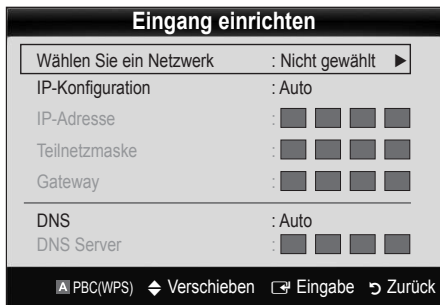 Eingang einrichten
Wählen Sie ein Netzwerk : Nicht gewählt ►
IP-Konfiguration : Auto
IP-Adresse :
Teilnetzmaske :
Gateway :
DNS : Auto
DNS Server :
A PBC(WPS) Verschieben Eingabe Zurück